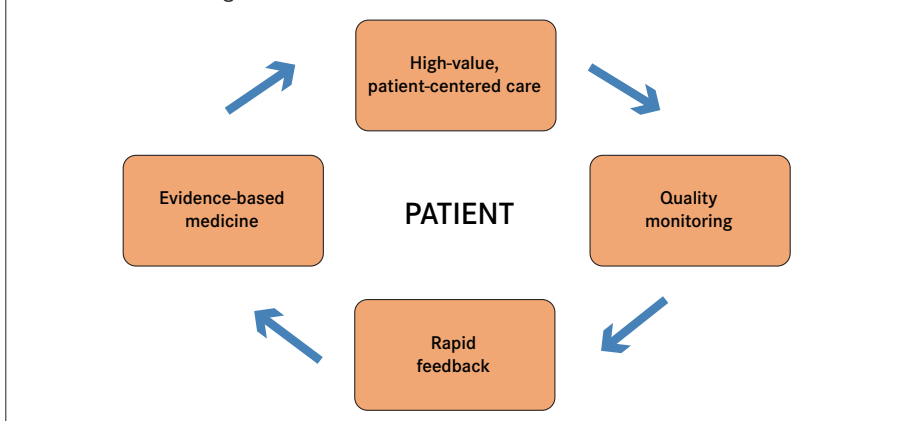 High-value,
patient-centered care
Evidence-based
medicine
PATIENT
Quality
monitoring
Rapid
feedback